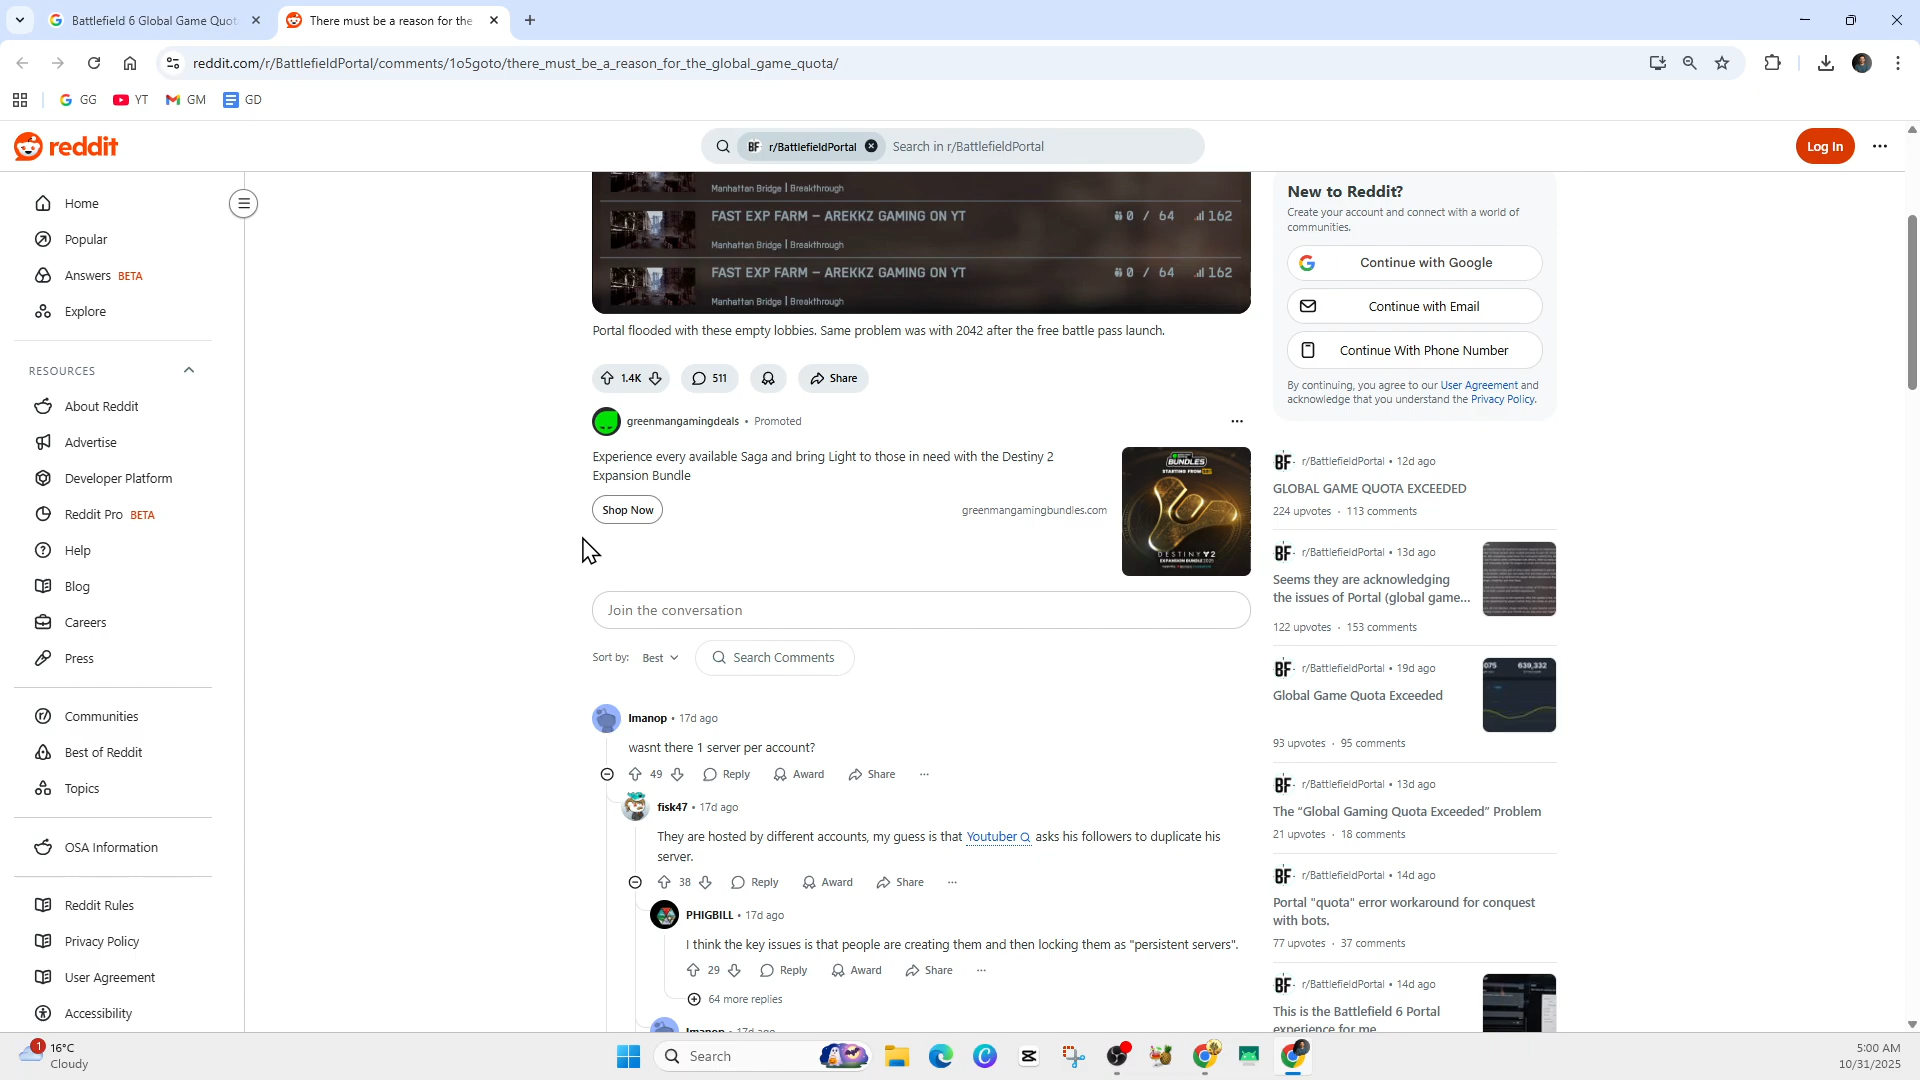 Battlefield 6 Global Game Quot
There must be a reason for the
reddit.com/r/BattlefieldPortal/comments/1o5goto/there_must_be_a_reason_for_the_global_game_quota/
GG
YT
GM
GD
reddit
BF r/BattlefieldPortal
Search in r/BattlefieldPortal
Log In
Home
Popular
Answers BETA
Explore
RESOURCES
About Reddit
Advertise
Developer Platform
Reddit Pro BETA
Help
Blog
Careers
Press
Communities
Best of Reddit
Topics
OSA Information
Reddit Rules
Privacy Policy
User Agreement
Accessibility
Manhattan Bridge | Breakthrough
FAST EXP FARM – AREKKZ GAMING ON YT 0 / 64 162
Manhattan Bridge | Breakthrough
FAST EXP FARM – AREKKZ GAMING ON YT 0 / 64 162
Manhattan Bridge | Breakthrough
Portal flooded with these empty lobbies. Same problem was with 2042 after the free battle pass launch.
1.4K 511 Share
greenmangamingdeals • Promoted
Experience every available Saga and bring Light to those in need with the Destiny 2
Expansion Bundle
Shop Now
greenmangamingbundles.com
BUNDLES
DESTINY 2
Join the conversation
Sort by: Best Search Comments
Imanop • 17d ago
wasnt there 1 server per account?
49 Reply Award Share
fisk47 • 17d ago
They are hosted by different accounts, my guess is that Youtuber asks his followers to duplicate his
server.
38 Reply Award Share
PHIGBILL • 17d ago
I think the key issues is that people are creating them and then locking them as "persistent servers".
29 Reply Award Share
64 more replies
Imanop • 17d ago
New to Reddit?
Create your account and connect with a world of
communities.
Continue with Google
Continue with Email
Continue With Phone Number
By continuing, you agree to our User Agreement and
acknowledge that you understand the Privacy Policy.
BF r/BattlefieldPortal • 12d ago
GLOBAL GAME QUOTA EXCEEDED
224 upvotes · 113 comments
BF r/BattlefieldPortal • 13d ago
Seems they are acknowledging
the issues of Portal (global game...
122 upvotes · 153 comments
BF r/BattlefieldPortal • 19d ago
Global Game Quota Exceeded
075 639,332
93 upvotes · 95 comments
BF r/BattlefieldPortal • 13d ago
The “Global Gaming Quota Exceeded” Problem
21 upvotes · 18 comments
BF r/BattlefieldPortal • 14d ago
Portal "quota" error workaround for conquest
with bots.
77 upvotes · 37 comments
BF r/BattlefieldPortal • 14d ago
This is the Battlefield 6 Portal
experience for me
1
16°C
Cloudy
Search
5:00 AM
10/31/2025